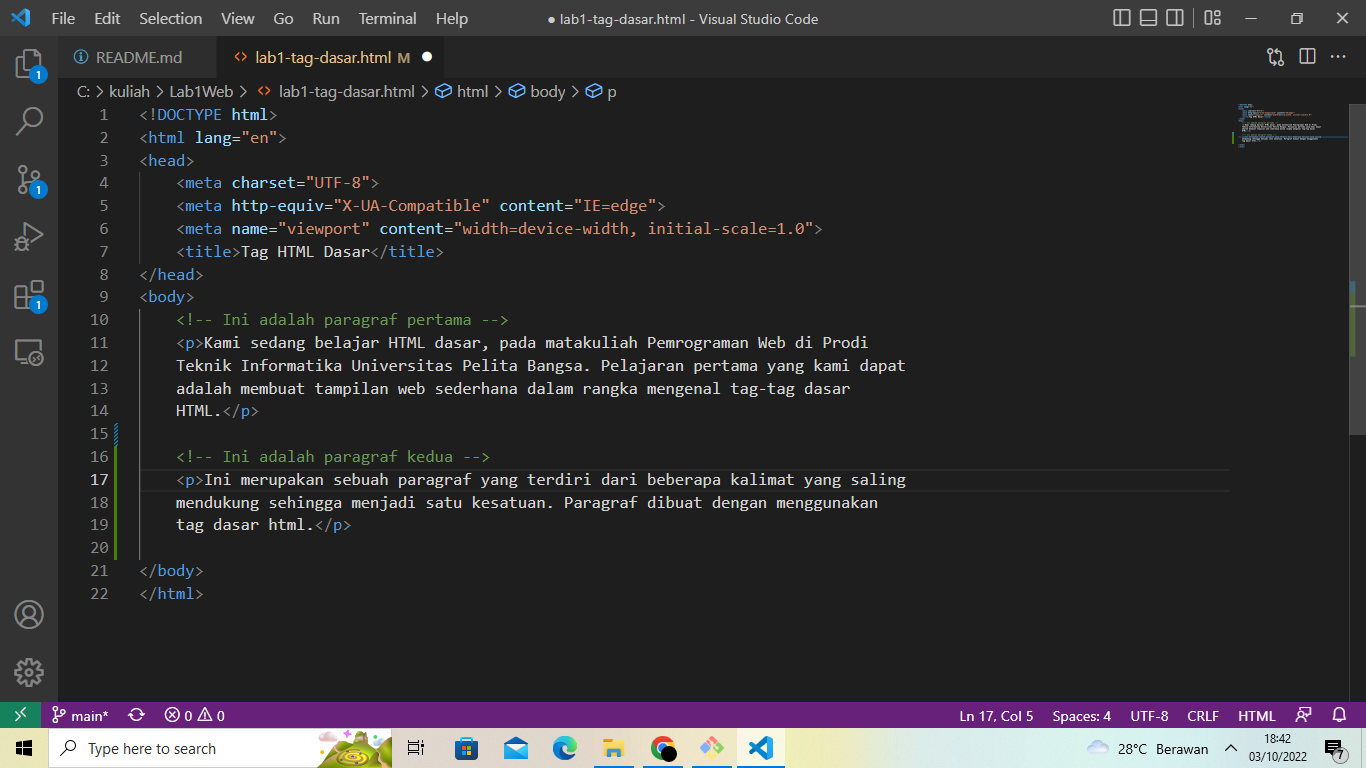 File Edit Selection View Go Run Terminal Help ● lab1-tag-dasar.html - Visual Studio Code
README.md lab1-tag-dasar.html M
C: > kuliah > Lab1Web > lab1-tag-dasar.html > html > body > p
1 <!DOCTYPE html>
2 <html lang="en">
3 <head>
4 <meta charset="UTF-8">
5 <meta http-equiv="X-UA-Compatible" content="IE=edge">
6 <meta name="viewport" content="width=device-width, initial-scale=1.0">
7 <title>Tag HTML Dasar</title>
8 </head>
9 <body>
10 <!-- Ini adalah paragraf pertama -->
11 <p>Kami sedang belajar HTML dasar, pada matakuliah Pemrograman Web di Prodi
12 Teknik Informatika Universitas Pelita Bangsa. Pelajaran pertama yang kami dapat
13 adalah membuat tampilan web sederhana dalam rangka mengenal tag-tag dasar
14 HTML.</p>
15
16 <!-- Ini adalah paragraf kedua -->
17 <p>Ini merupakan sebuah paragraf yang terdiri dari beberapa kalimat yang saling
18 mendukung sehingga menjadi satu kesatuan. Paragraf dibuat dengan menggunakan
19 tag dasar html.</p>
20
21 </body>
22 </html>
1
1
1
main* 0 0 Ln 17, Col 5 Spaces: 4 UTF-8 CRLF HTML
Type here to search 28°C Berawan 18:42
03/10/2022 7